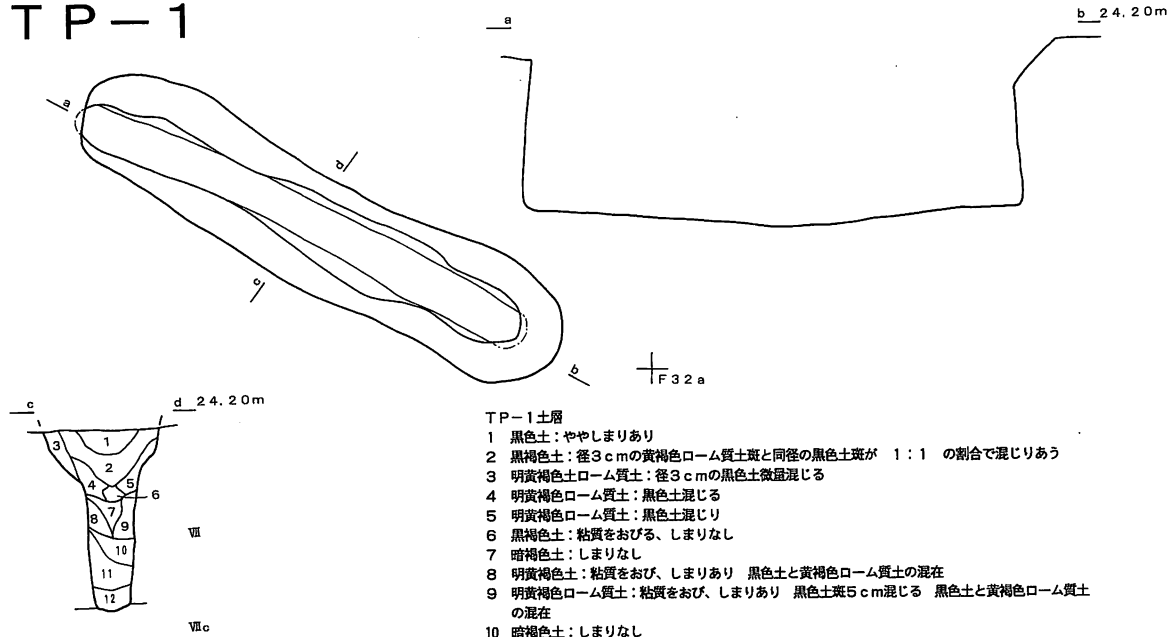 TP-1
a
b 24,20m
a
d
c
b
F32a
c
d 24,20m
1
3
2
4
5
6
7
8
9
10
11
12
Ⅶ
Ⅶc
TP-1土層
1 黒色土:ややしまりあり
2 黒褐色土:径3cmの黄褐色ローム質土斑と同径の黒色土斑が 1:1 の割合で混じりあう
3 明黄褐色土ローム質土:径3cmの黒色土微量混じる
4 明黄褐色ローム質土:黒色土混じる
5 明黄褐色ローム質土:黒色土混じり
6 黒褐色土:粘質をおびる、しまりなし
7 暗褐色土:しまりなし
8 明黄褐色土:粘質をおび、しまりあり 黒色土と黄褐色ローム質土の混在
9 明黄褐色ローム質土:粘質をおび、しまりあり 黒色土斑5cm混じる 黒色土と黄褐色ローム質土
の混在
10 暗褐色土:しまりなし